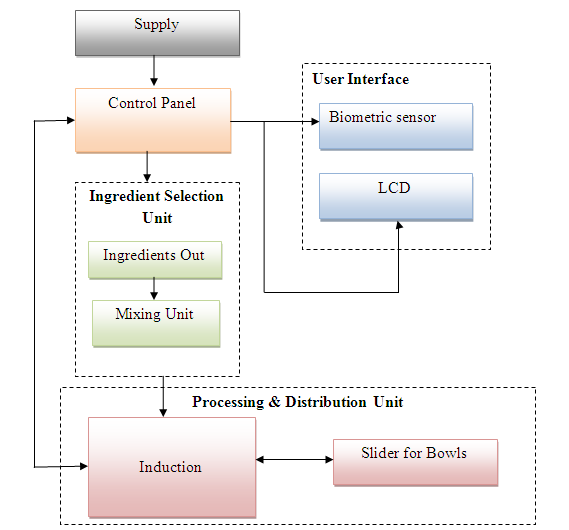 Supply
Control Panel
User Interface
Biometric sensor
LCD
Ingredient Selection
Unit
Ingredients Out
Mixing Unit
Processing & Distribution Unit
Induction
Slider for Bowls